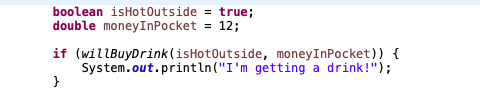 boolean isHotOutside = true;
double moneyInPocket = 12;
if (willBuyDrink(isHotOutside, moneyInPocket)) {
System.out.println("I'm getting a drink!");
}